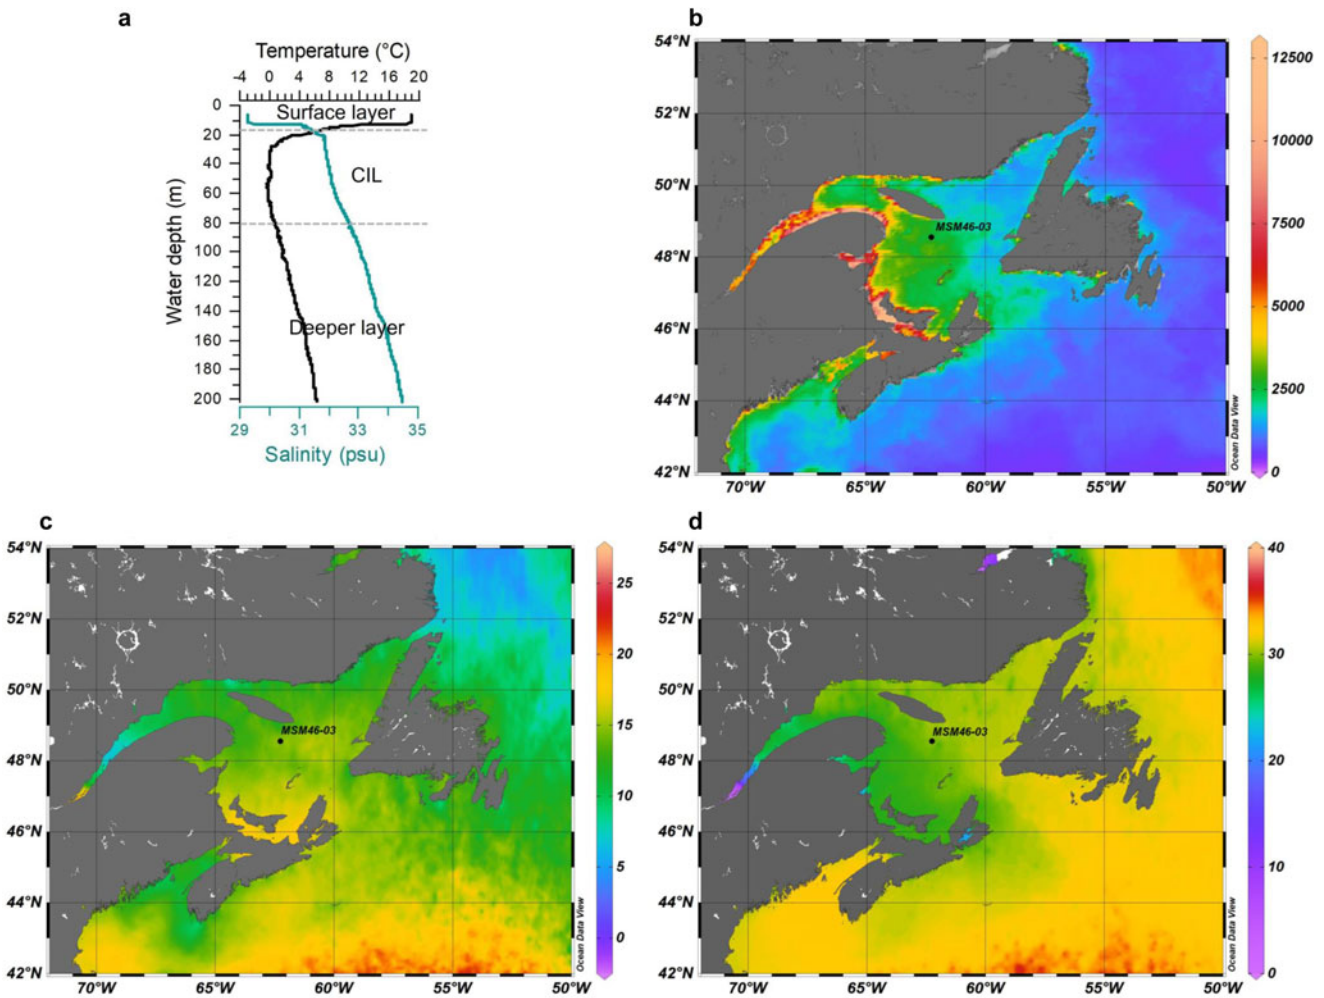 a
Temperature (°C)
-4 0 4 8 12 16 20
0
20
40
60
80
100
120
140
160
180
200
Water depth (m)
Surface layer
CIL
Deeper layer
29 31 33 35
Salinity (psu)
b
54°N
52°N
50°N
48°N
46°N
44°N
42°N
70°W 65°W 60°W 55°W 50°W
MSM46-03
Ocean Data View
12500
10000
7500
5000
2500
0
c
54°N
52°N
50°N
48°N
46°N
44°N
42°N
70°W 65°W 60°W 55°W 50°W
MSM46-03
Ocean Data View
25
20
15
10
5
0
d
54°N
52°N
50°N
48°N
46°N
44°N
42°N
70°W 65°W 60°W 55°W 50°W
MSM46-03
Ocean Data View
40
30
20
10
0